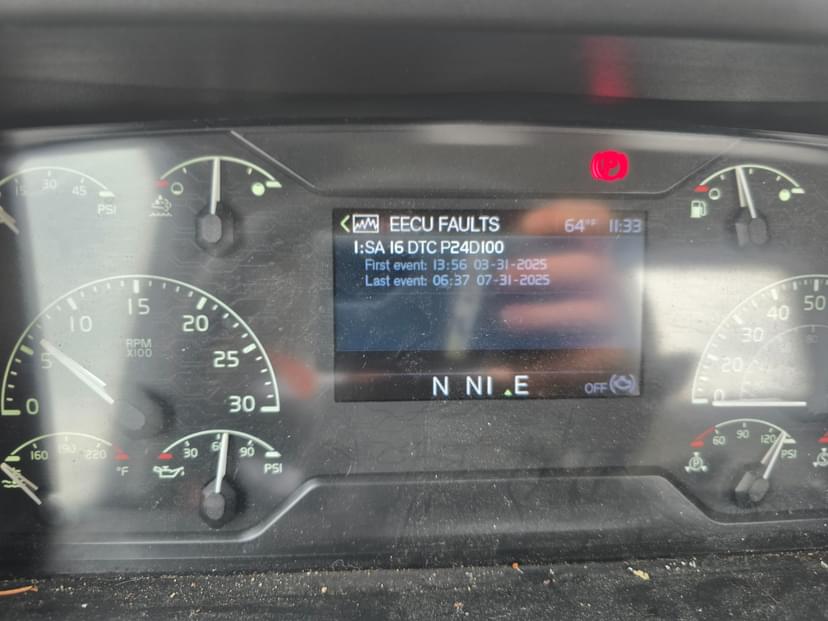 EECU FAULTS 64°F 11:33
1:SA 16 DTC P24D100
First event: 13:56 03-31-2025
Last event: 06:37 07-31-2025
N NI E OFF
15 30 45
PSI
P
0 5 10 15 20 25 30
RPM
X100
160 190 220
°F
30 60 90
PSI
0 20 30 40 50
60 90 120
PSI
P